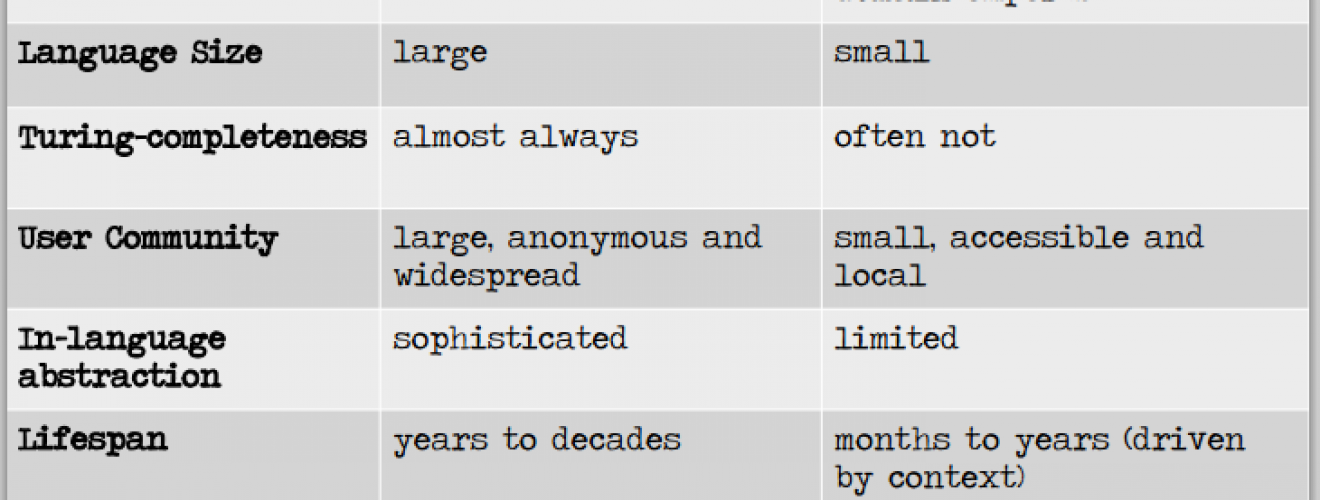 Language Size large small
Turing-completeness almost always often not
User Community large, anonymous and small, accessible and
widespread local
In-language sophisticated limited
abstraction
Lifespan years to decades months to years (driven
by context)